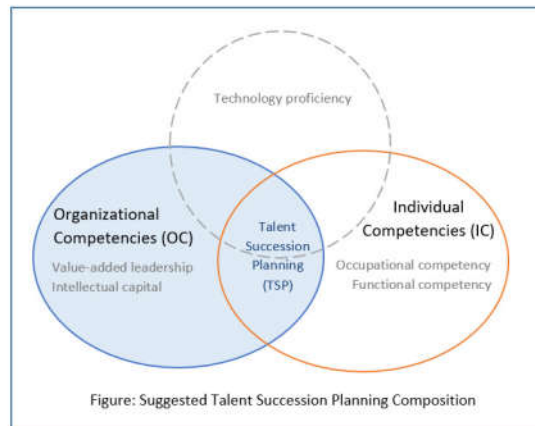 Technology proficiency
Organizational
Competencies (OC)
Value-added leadership
Intellectual capital
Talent
Succession
Planning
(TSP)
Individual
Competencies (IC)
Occupational competency
Functional competency
Figure: Suggested Talent Succession Planning Composition